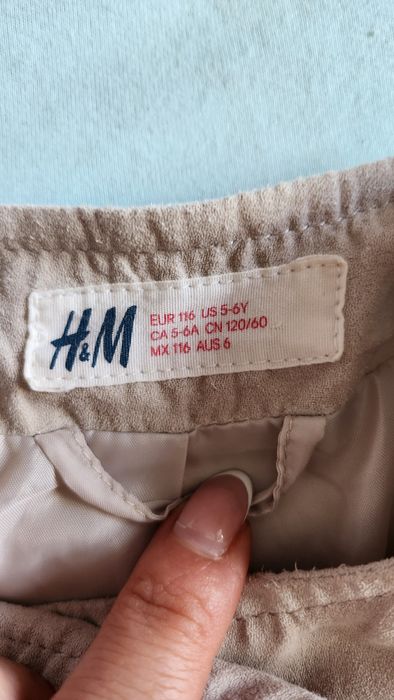 H&M
EUR 116 US 5-6Y
CA 5-6A CN 120/60
MX 116 AUS 6